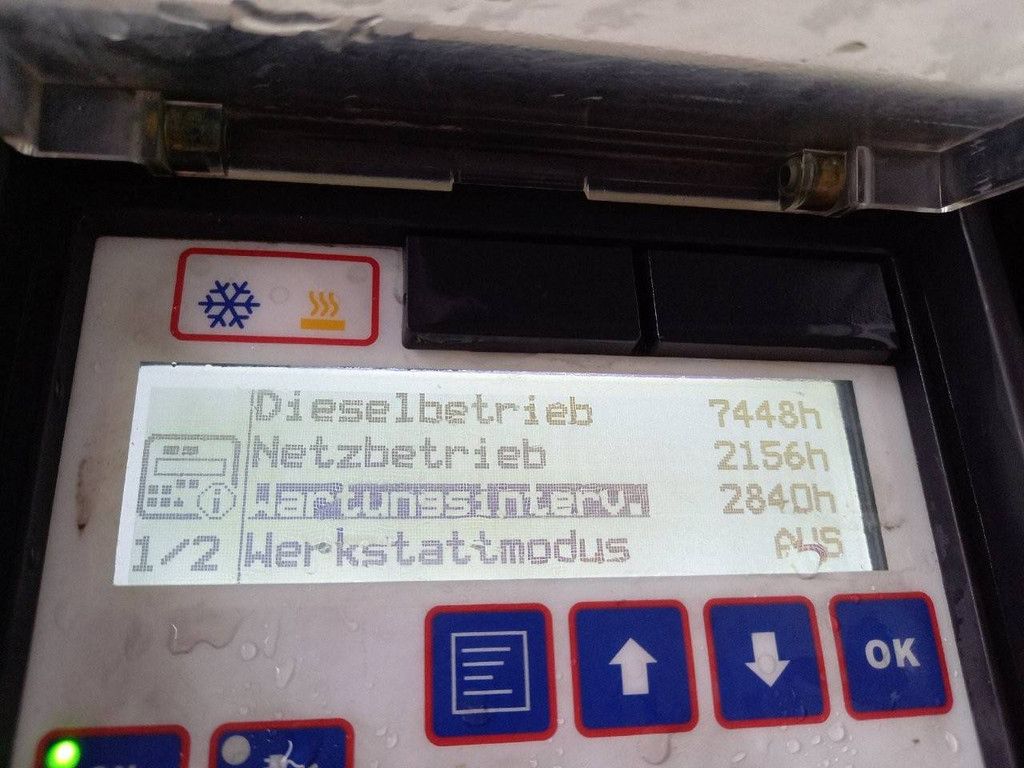 Dieselbetrieb 7448h
Netzbetrieb 2156h
Wartungsinterv. 2840h
1/2 Werkstattmodus AUS
OK